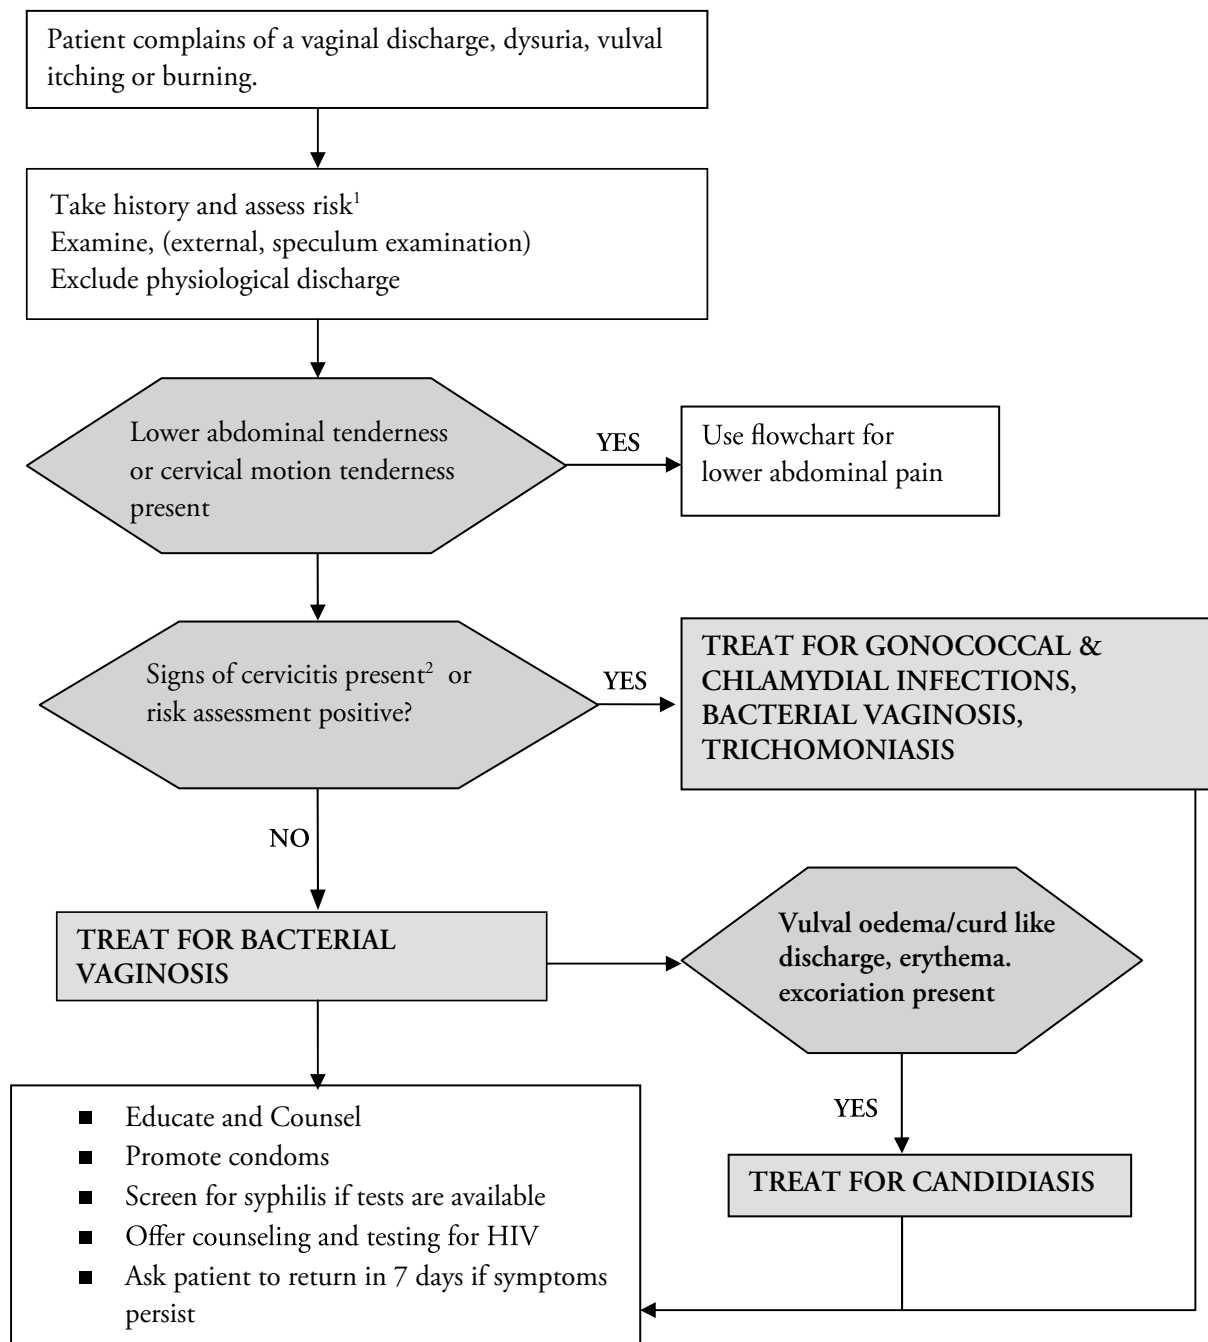 Patient complains of a vaginal discharge, dysuria, vulval
itching or burning.
Take history and assess risk1
Examine, (external, speculum examination)
Exclude physiological discharge
Lower abdominal tenderness
or cervical motion tenderness
present
YES
Use flowchart for
lower abdominal pain
Signs of cervicitis present2 or
risk assessment positive?
YES
TREAT FOR GONOCOCCAL &
CHLAMYDIAL INFECTIONS,
BACTERIAL VAGINOSIS,
TRICHOMONIASIS
NO
TREAT FOR BACTERIAL
VAGINOSIS
Vulval oedema/curd like
discharge, erythema.
excoriation present
YES
TREAT FOR CANDIDIASIS
■ Educate and Counsel
■ Promote condoms
■ Screen for syphilis if tests are available
■ Offer counseling and testing for HIV
■ Ask patient to return in 7 days if symptoms
persist